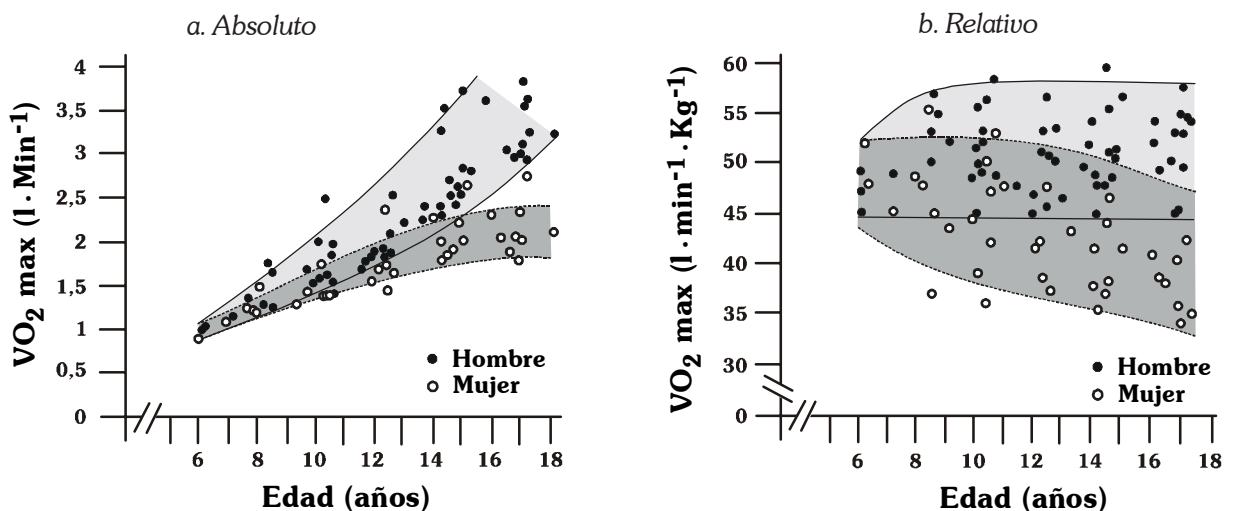 a. Absoluto
VO2 max (l · Min-1)
4
3,5
3
2,5
2
1,5
1
0,5
0
6 8 10 12 14 16 18
Edad (años)
Hombre
Mujer
b. Relativo
VO2 max (l · min-1 · Kg-1)
60
55
50
45
40
35
30
0
6 8 10 12 14 16 18
Edad (años)
Hombre
Mujer